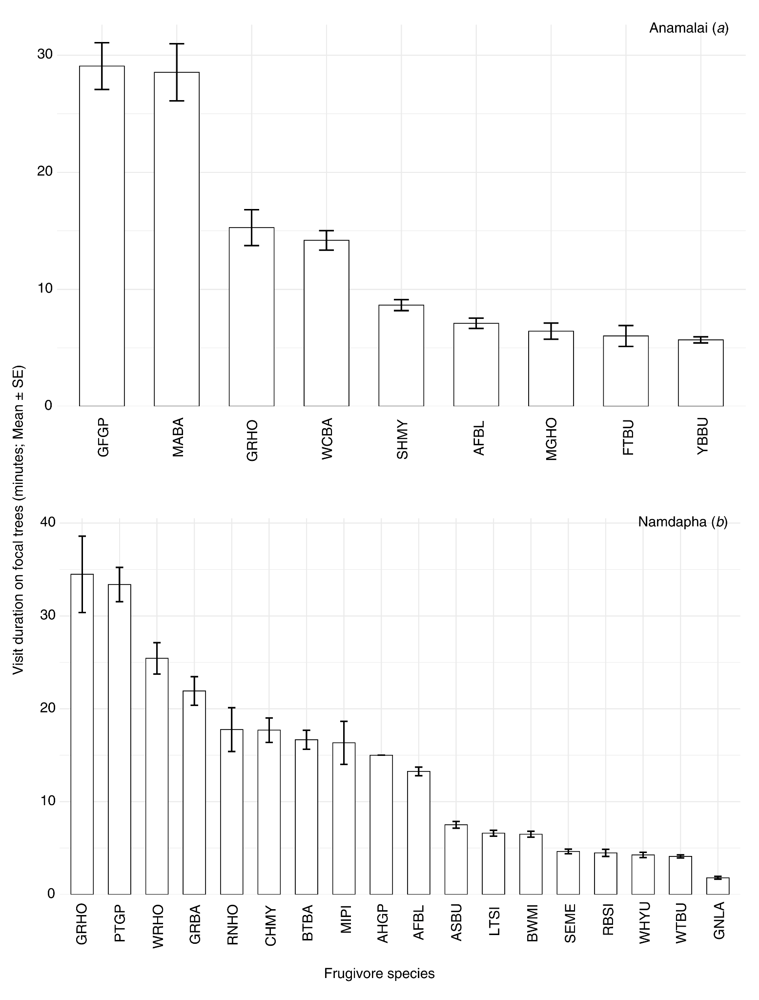 Anamalai (a)
30
20
10
0
GFGP
MABA
GRHO
WCBA
SHMY
AFBL
MGHO
FTBU
YBBU
Visit duration on focal trees (minutes; Mean ± SE)
Namdapha (b)
40
30
20
10
0
GRHO
PTGP
WRHO
GRBA
RNHO
CHMY
BTBA
MIPI
AHGP
AFBL
ASBU
LTSI
BWMI
SEME
RBSI
WHYU
WTBU
GNLA
Frugivore species